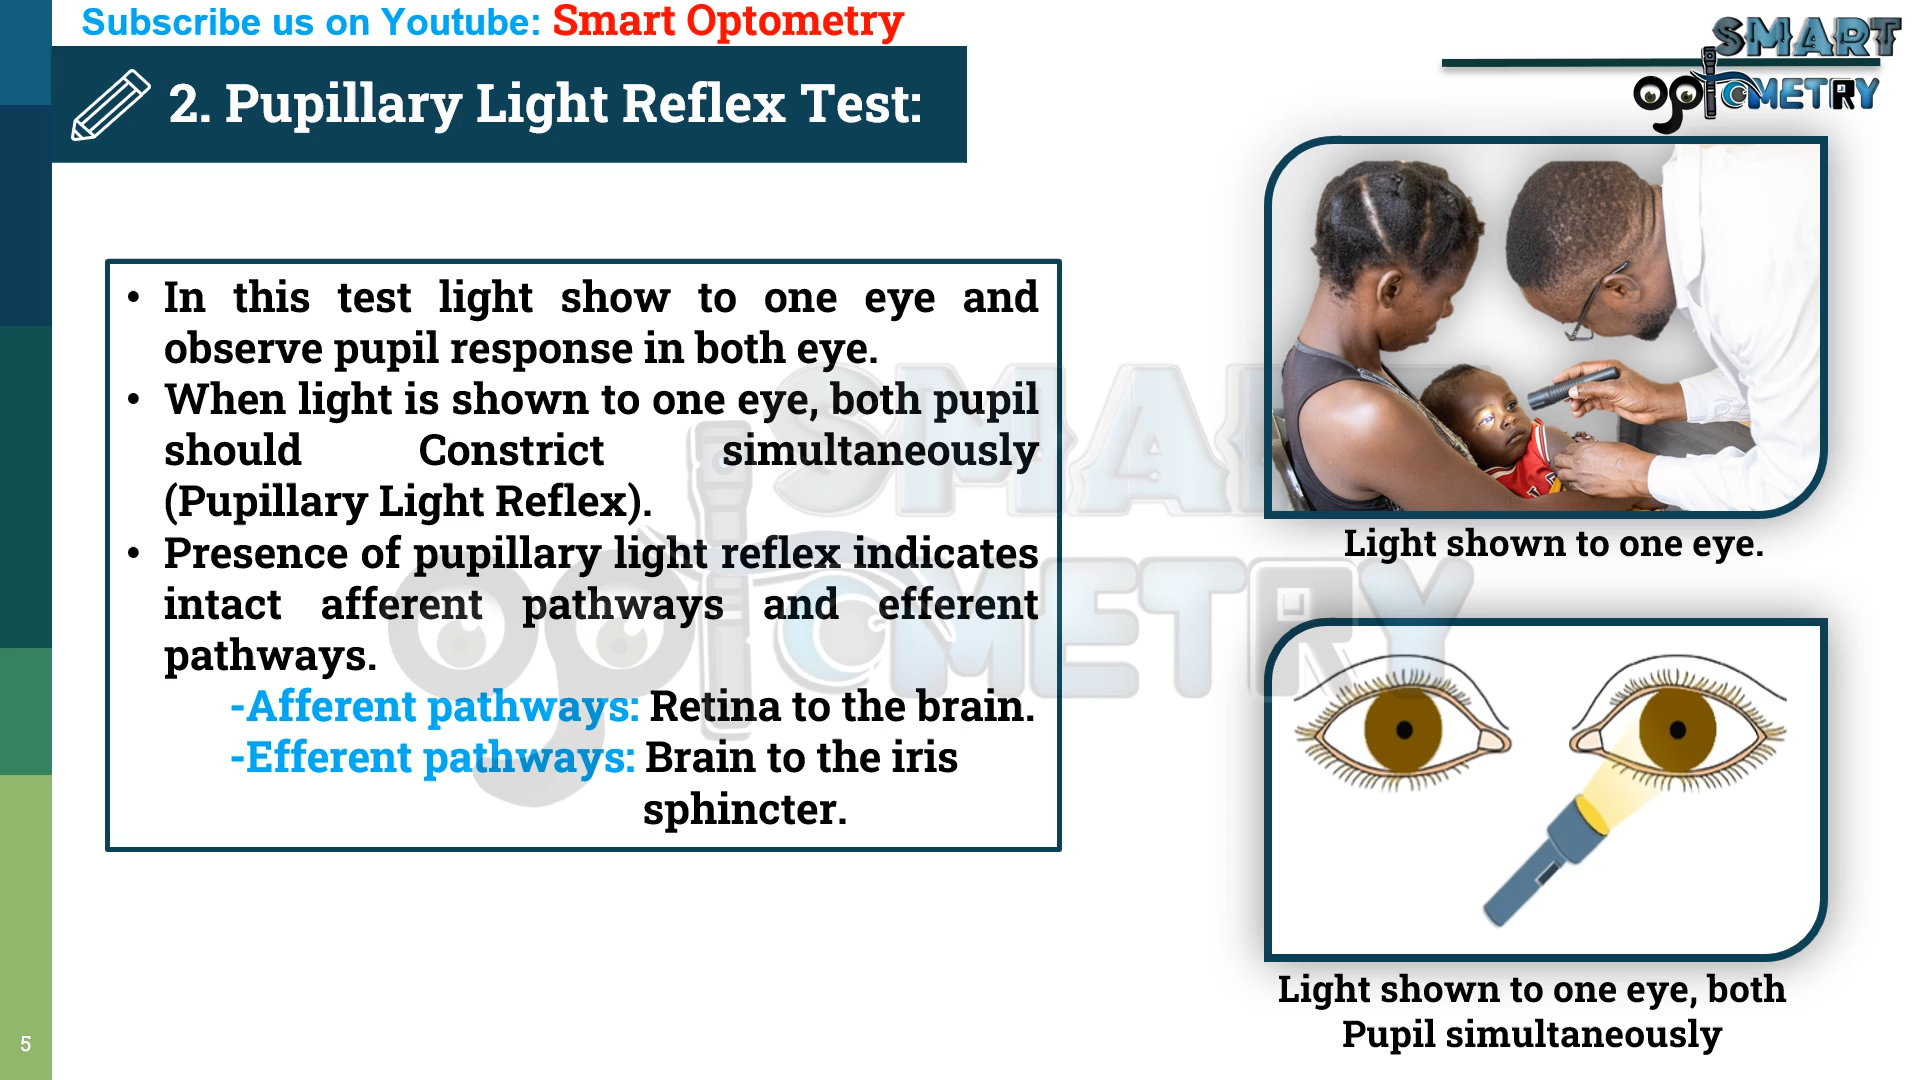 Subscribe us on Youtube: Smart Optometry
SMART
OPTOMETRY
2. Pupillary Light Reflex Test:
• In this test light show to one eye and
observe pupil response in both eye.
• When light is shown to one eye, both pupil
should Constrict simultaneously
(Pupillary Light Reflex).
• Presence of pupillary light reflex indicates
intact afferent pathways and efferent
pathways.
-Afferent pathways: Retina to the brain.
-Efferent pathways: Brain to the iris
sphincter.
SMART
OPTOMETRY
Light shown to one eye.
Light shown to one eye, both
Pupil simultaneously
5